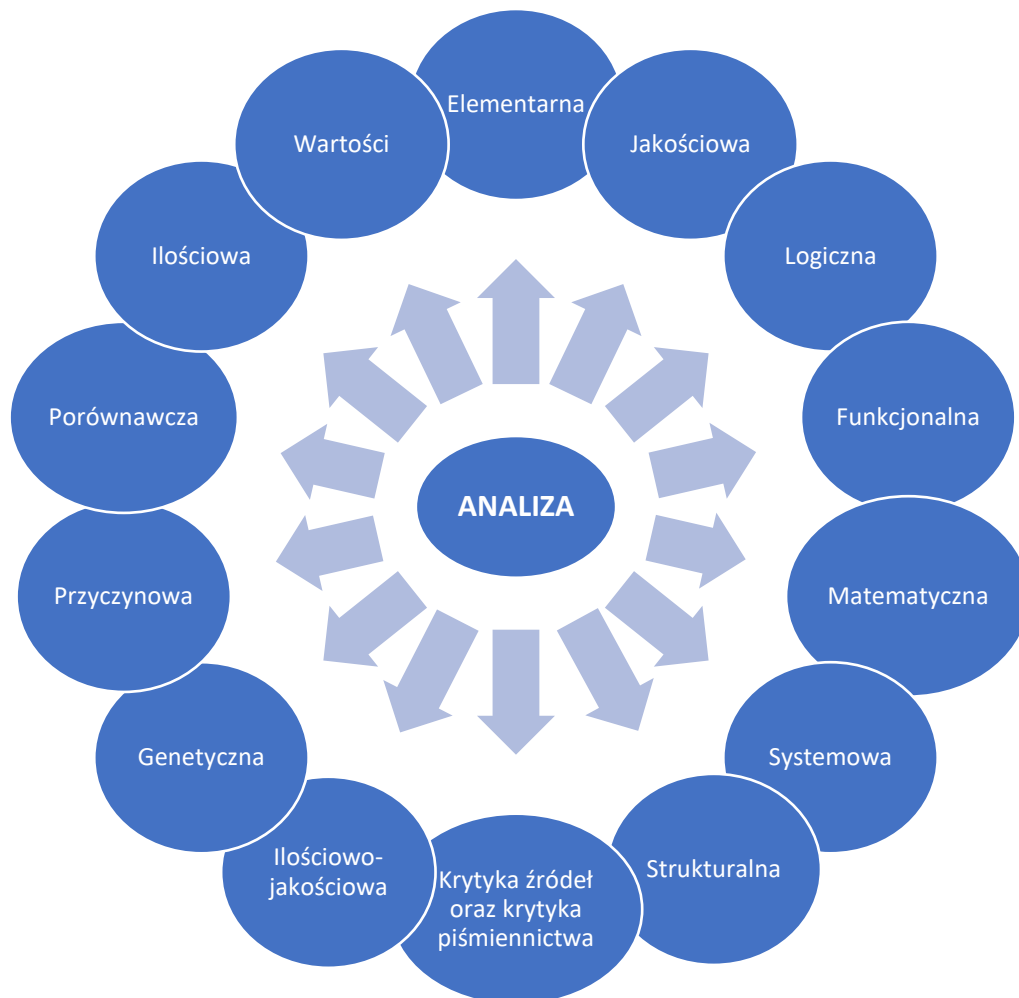 Elementarna
Jakościowa
Logiczna
Funkcjonalna
Matematyczna
Systemowa
Strukturalna
Krytyka źródeł
oraz krytyka
piśmiennictwa
Ilościowo-
jakościowa
Genetyczna
Przyczynowa
Porównawcza
Ilościowa
Wartości
ANALIZA